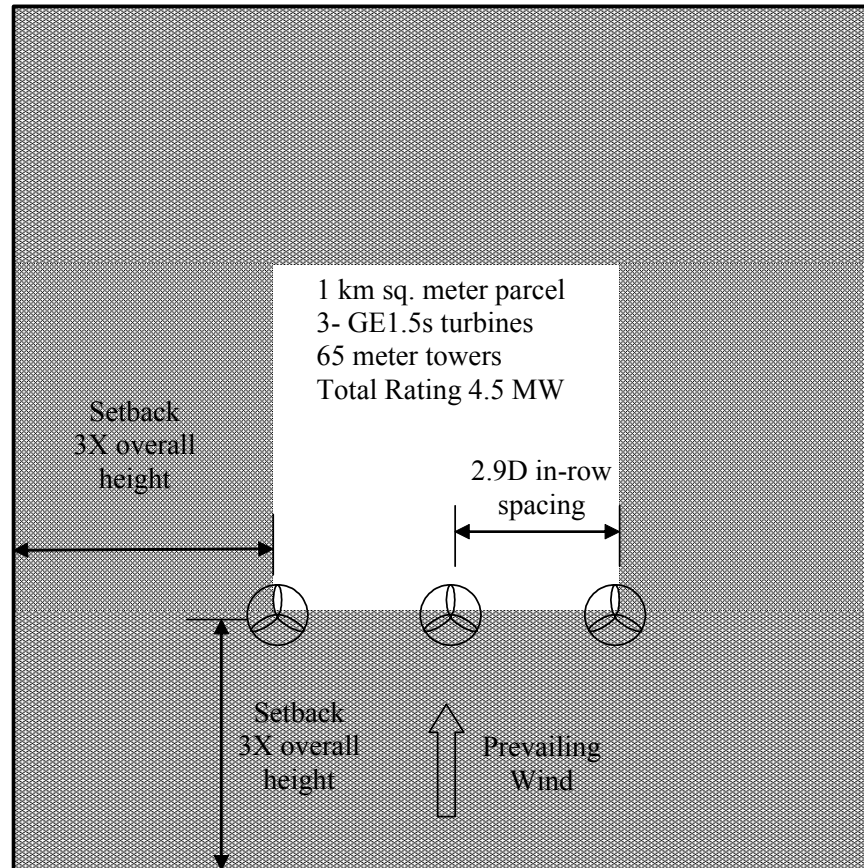 1 km sq. meter parcel
3- GE1.5s turbines
65 meter towers
Total Rating 4.5 MW
Setback
3X overall
height
2.9D in-row
spacing
Setback
3X overall
height
Prevailing
Wind